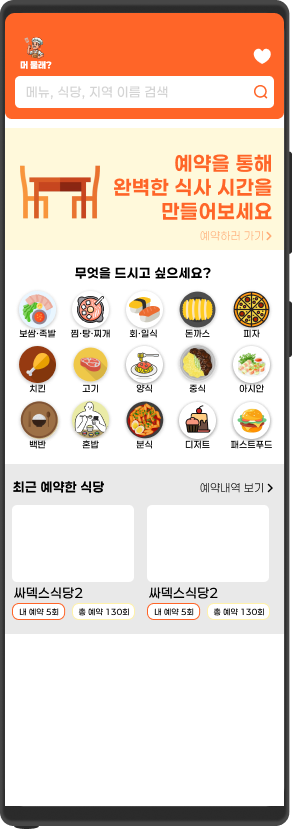 머 물래?
메뉴, 식당, 지역 이름 검색
예약을 통해
완벽한 식사 시간을
만들어보세요
예약하러 가기 >
무엇을 드시고 싶으세요?
보쌈·족발 찜·탕·찌개 회·일식 돈까스 피자
치킨 고기 양식 중식 아시안
백반 혼밥 분식 디저트 패스트푸드
최근 예약한 식당 예약내역 보기 >
싸덱스식당2 싸덱스식당2
내 예약 5회 총 예약 130회 내 예약 5회 총 예약 130회